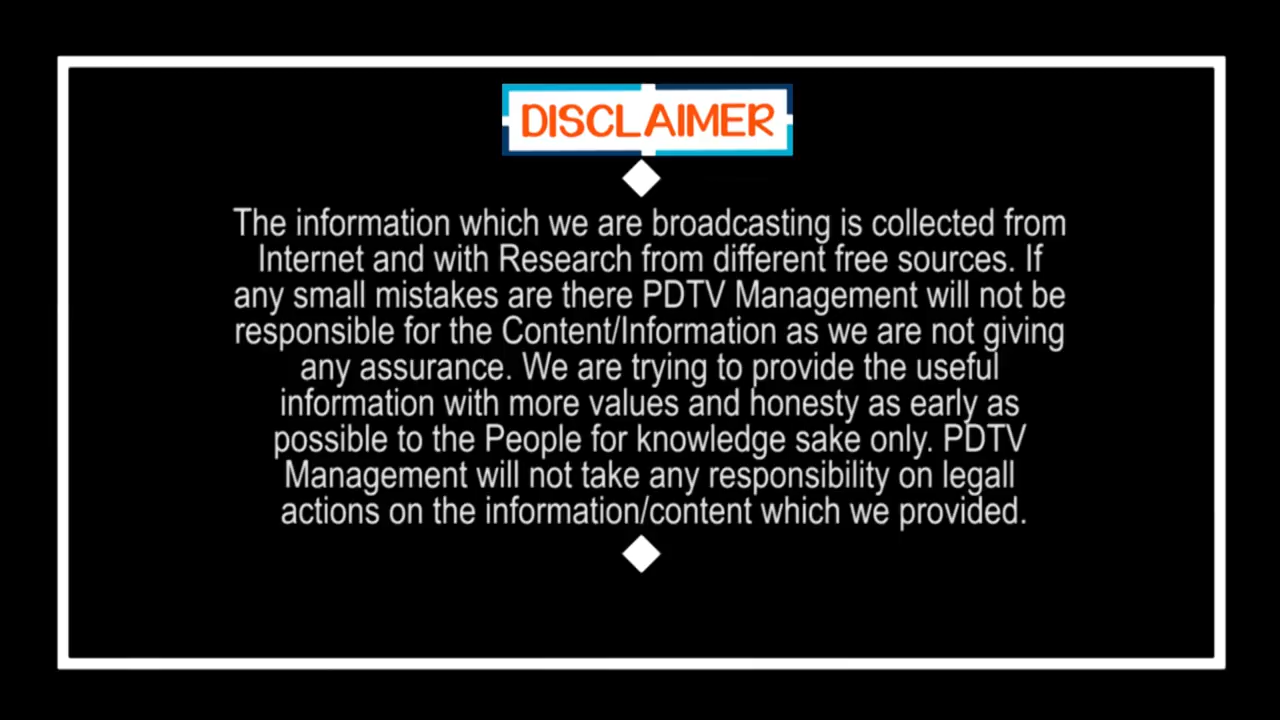 DISCLAIMER
The information which we are broadcasting is collected from
Internet and with Research from different free sources. If
any small mistakes are there PDTV Management will not be
responsible for the Content/Information as we are not giving
any assurance. We are trying to provide the useful
information with more values and honesty as early as
possible to the People for knowledge sake only. PDTV
Management will not take any responsibility on legall
actions on the information/content which we provided.